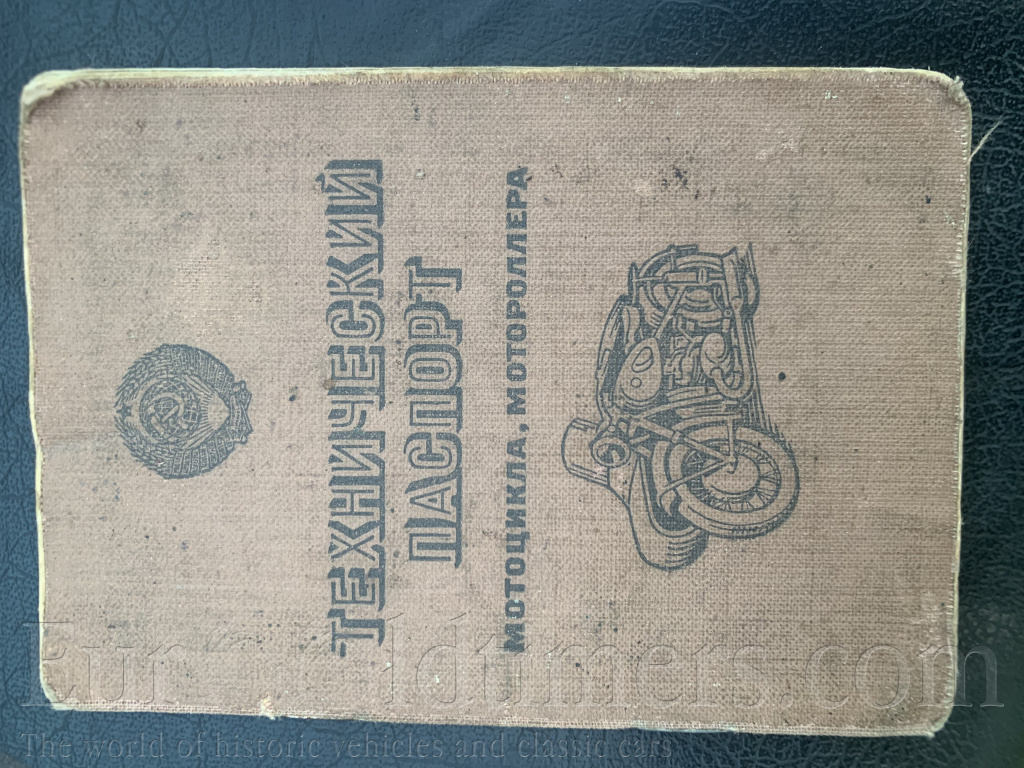 ТЕХНИЧЕСКИЙ
ПАСПОРТ
МОТОЦИКЛА, МОТОРОЛЛЕРА
The world of historic vehicles and classic cars